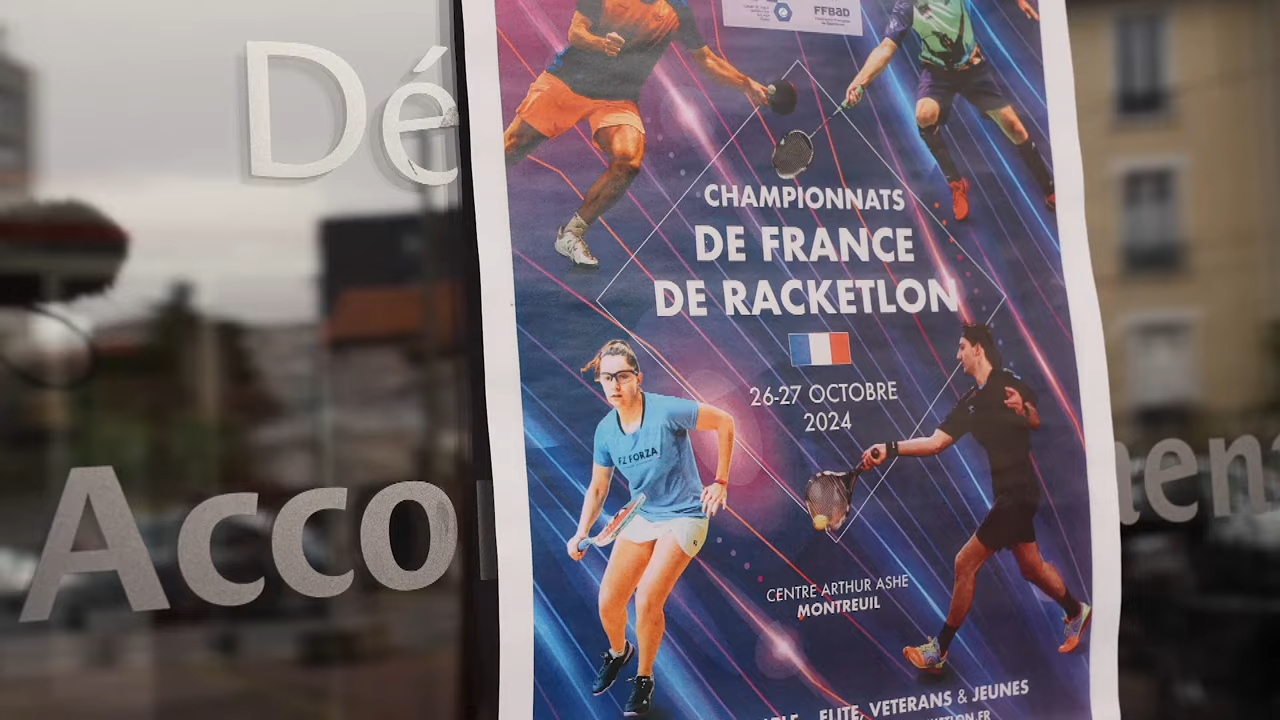 FFBaD
Dé
CHAMPIONNATS
DE FRANCE
DE RACKETLON
26-27 OCTOBRE
2024
FZ FORZA
Acco
CENTRE ARTHUR ASHE
MONTREUIL
ELITE, VETERANS & JEUNES